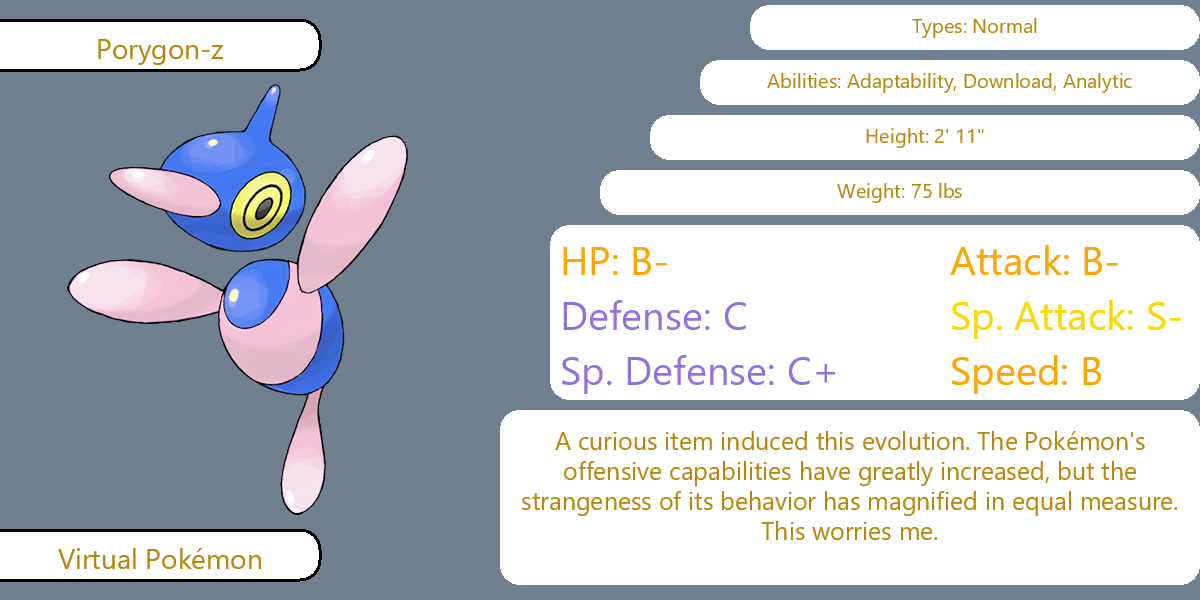 Porygon-z
Types: Normal
Abilities: Adaptability, Download, Analytic
Height: 2' 11"
Weight: 75 lbs
HP: B-
Attack: B-
Defense: C
Sp. Attack: S-
Sp. Defense: C+
Speed: B
A curious item induced this evolution. The Pokémon's
offensive capabilities have greatly increased, but the
strangeness of its behavior has magnified in equal measure.
This worries me.
Virtual Pokémon